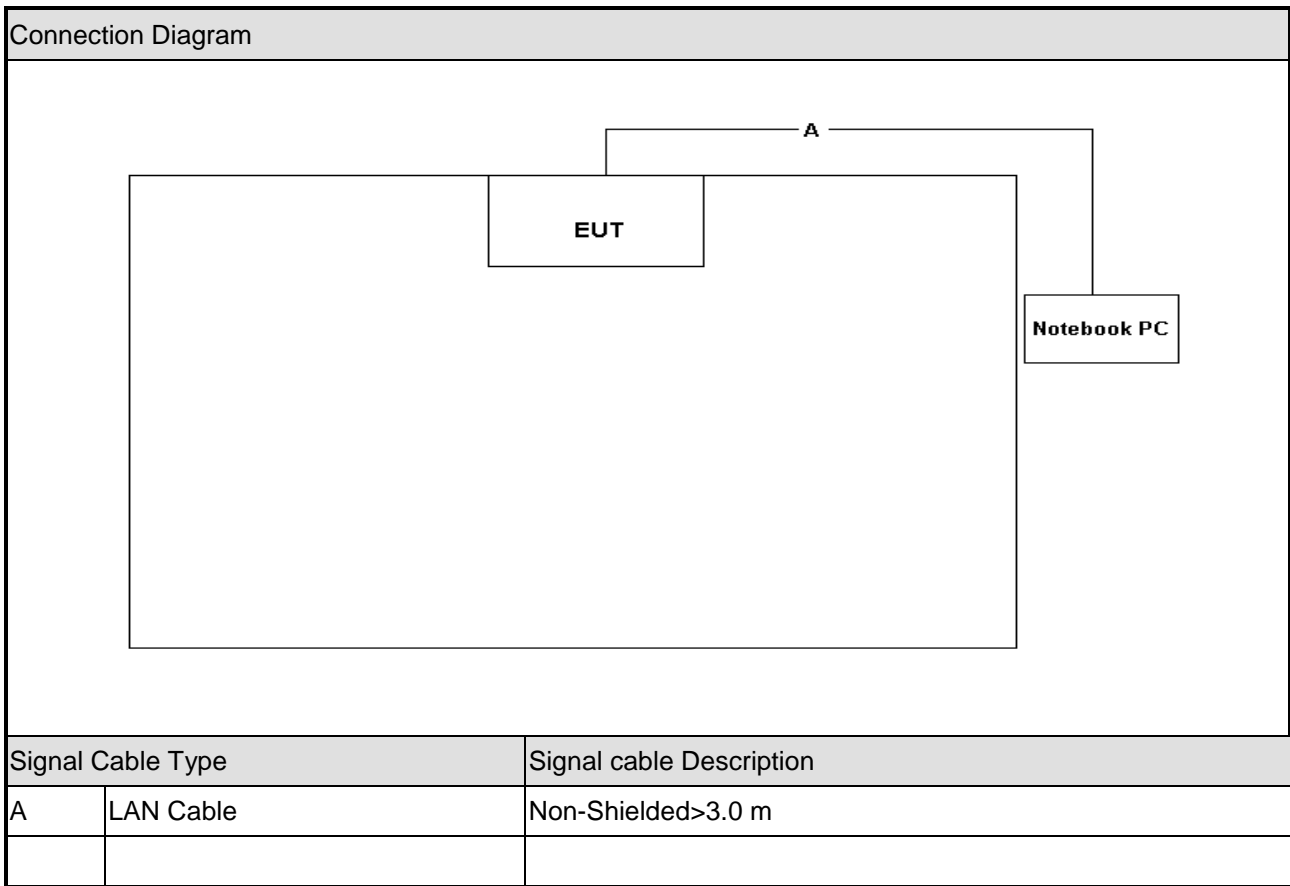 Connection Diagram
A
EUT
Notebook PC
Signal Cable Type Signal cable Description
A LAN Cable Non-Shielded>3.0 m